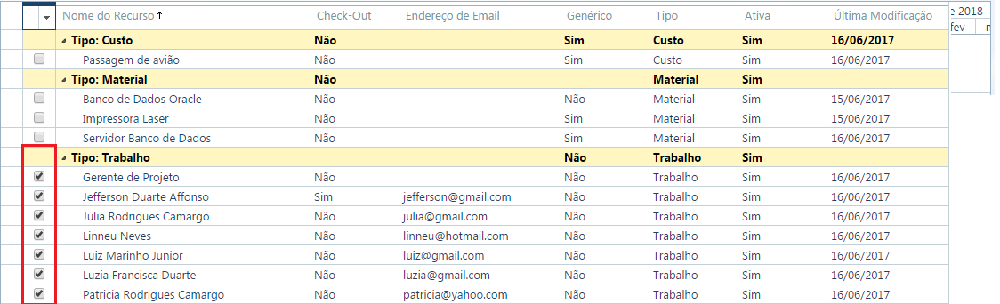 Nome do Recurso Check-Out Endereço de Email Genérico Tipo Ativa Última Modificação e 2018
fev
Tipo: Custo Não Sim Custo Sim 16/06/2017
Passagem de avião Não Sim Custo Sim 16/06/2017
Tipo: Material Não Material Sim
Banco de Dados Oracle Não Não Material Sim 15/06/2017
Impressora Laser Não Sim Material Sim 15/06/2017
Servidor Banco de Dados Não Sim Material Sim 16/06/2017
Tipo: Trabalho Não Trabalho Sim
Gerente de Projeto Não Não Trabalho Sim 16/06/2017
Jefferson Duarte Affonso Sim jefferson@gmail.com Não Trabalho Sim 16/06/2017
Julia Rodrigues Camargo Não julia@gmail.com Não Trabalho Sim 16/06/2017
Linneu Neves Não linneu@hotmail.com Não Trabalho Sim 16/06/2017
Luiz Marinho Junior Não luiz@gmail.com Não Trabalho Sim 16/06/2017
Luzia Francisca Duarte Não luzia@gmail.com Não Trabalho Sim 16/06/2017
Patricia Rodrigues Camargo Não patricia@yahoo.com Não Trabalho Sim 16/06/2017